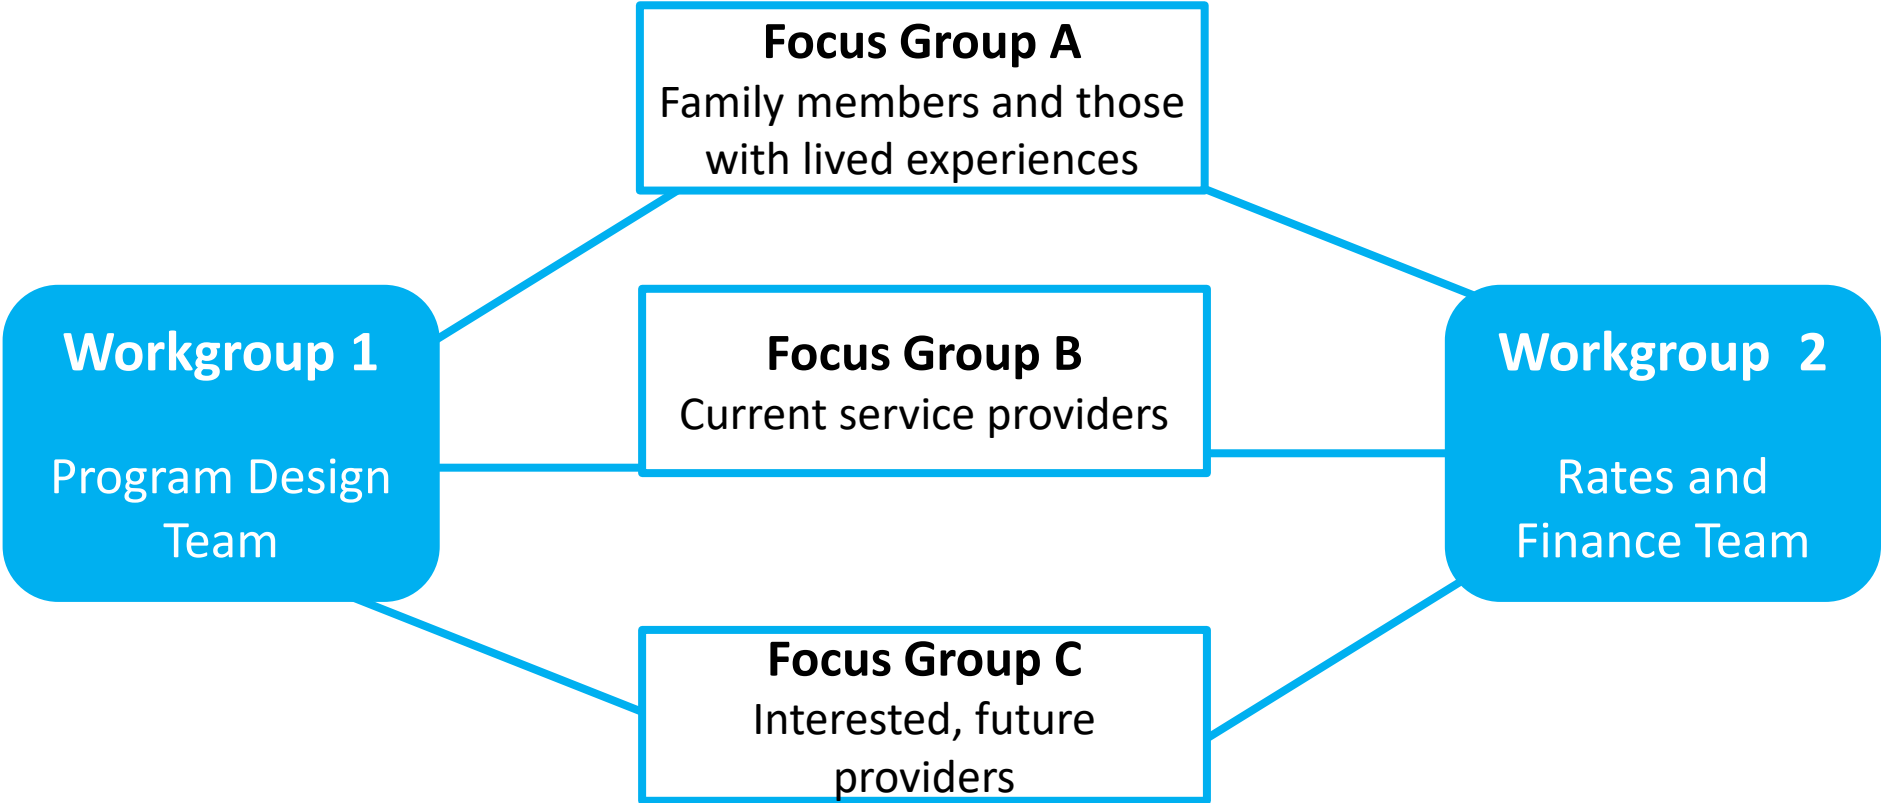 Focus Group A
Family members and those
with lived experiences
Workgroup 1
Program Design
Team
Focus Group B
Current service providers
Workgroup  2
Rates and
Finance Team
Focus Group C
Interested, future
providers